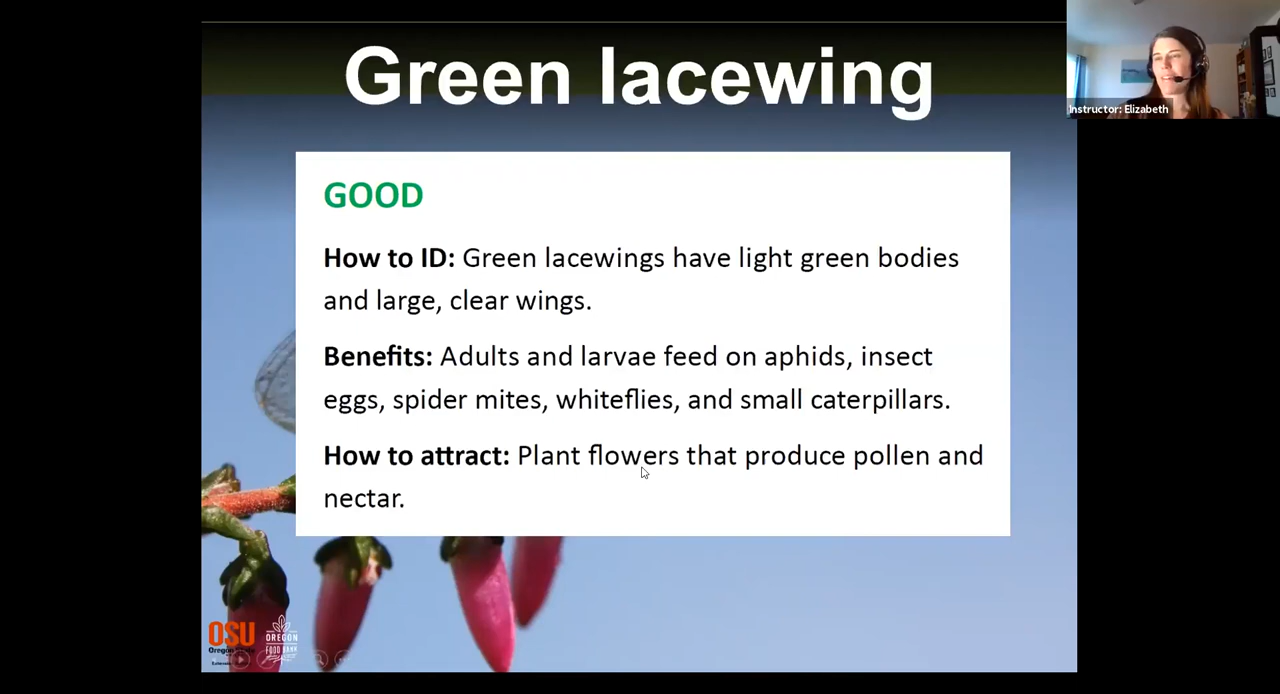 Green lacewing
Instructor: Elizabeth
GOOD
How to ID: Green lacewings have light green bodies
and large, clear wings.
Benefits: Adults and larvae feed on aphids, insect
eggs, spider mites, whiteflies, and small caterpillars.
How to attract: Plant flowers that produce pollen and
nectar.
OSU
Oregon State
OREGON
FOOD BANK